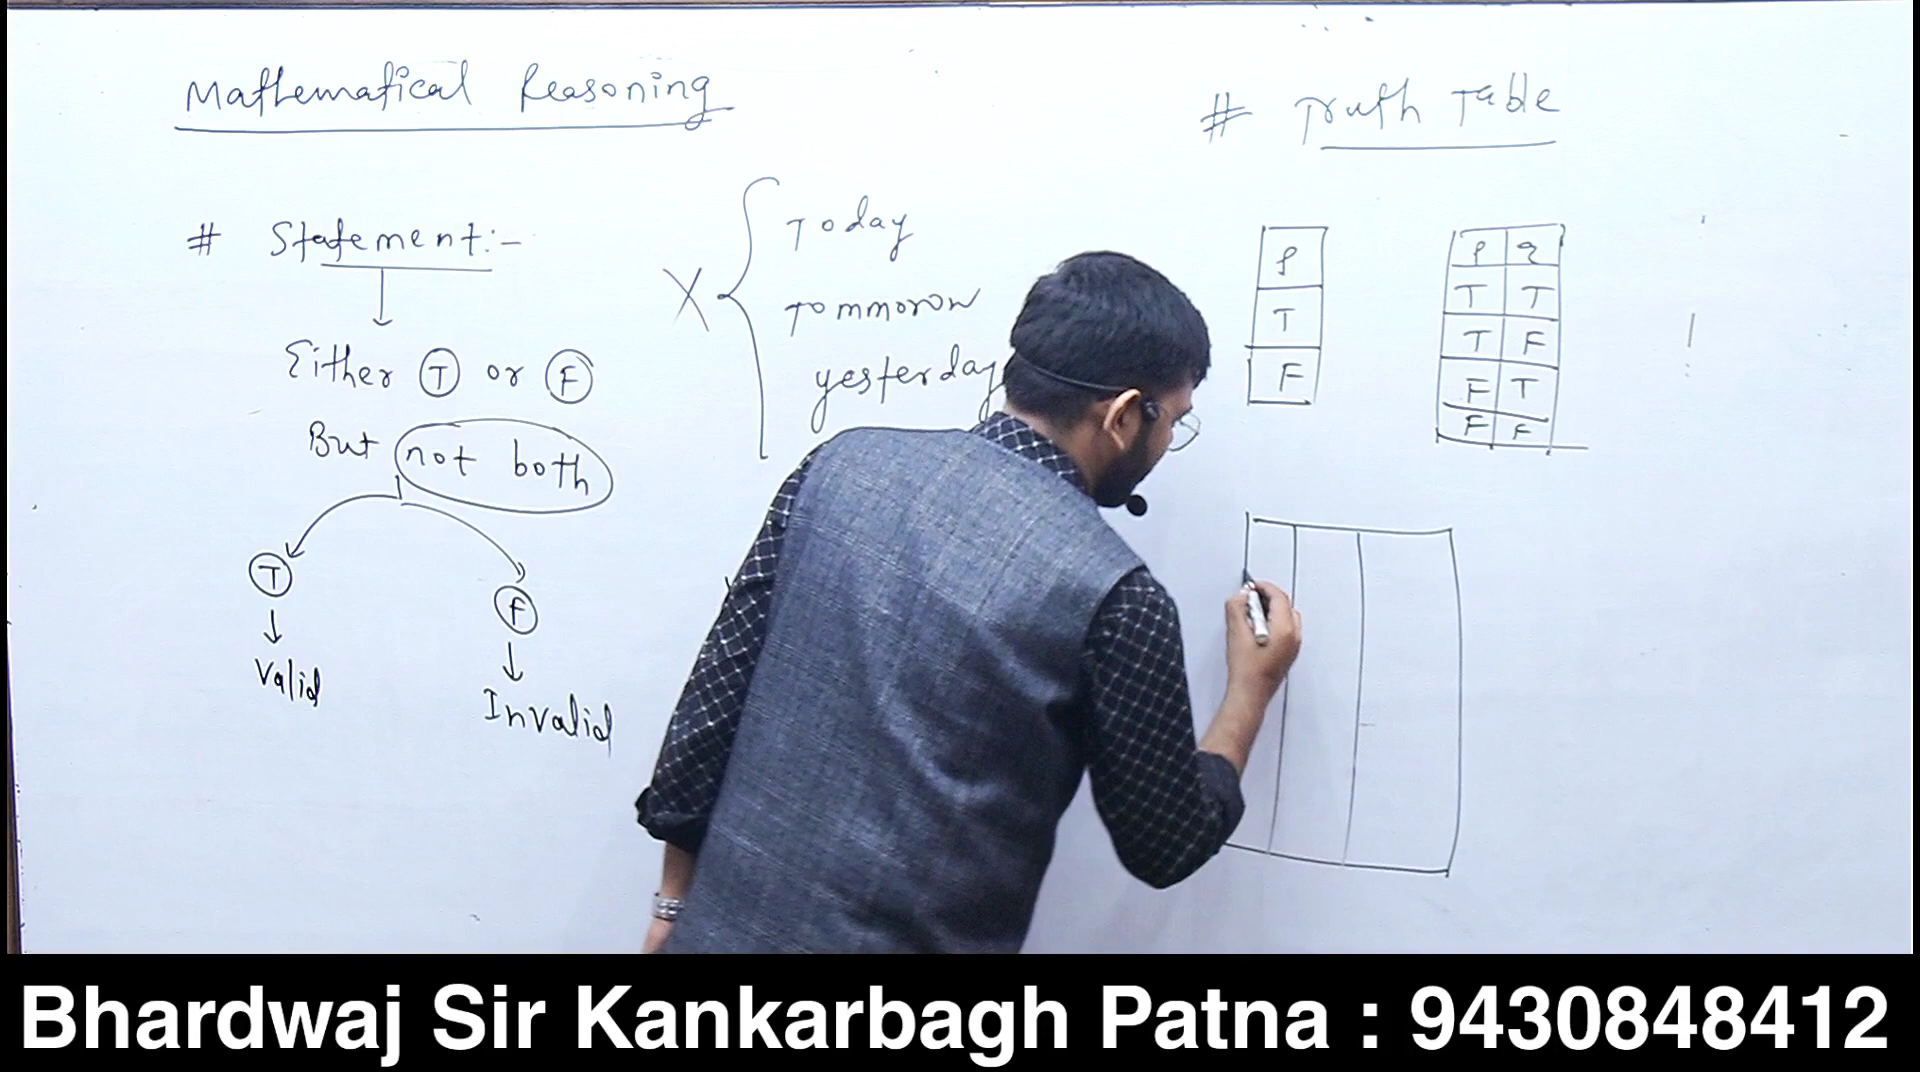 Mathematical Reasoning
# Statement:-
Either T or F
But not both
T
F
Valid
Invalid
X { Today
Tommorow
yesterday
# Truth Table
P
T
F
P q
T T
T F
F T
F F
Bhardwaj Sir Kankarbagh Patna : 9430848412